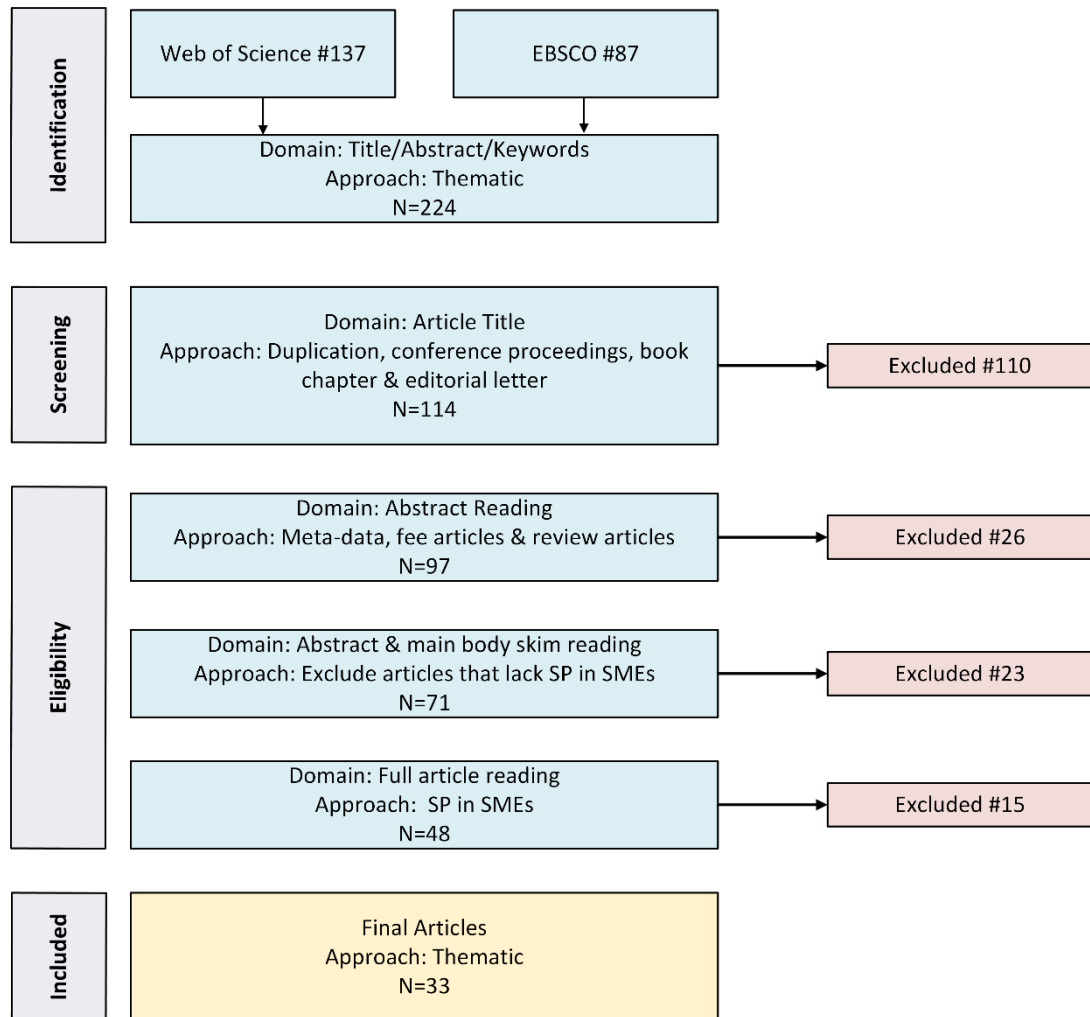 Identification
Web of Science #137
EBSCO #87
Domain: Title/Abstract/Keywords
Approach: Thematic
N=224
Screening
Domain: Article Title
Approach: Duplication, conference proceedings, book
chapter & editorial letter
N=114
Excluded #110
Eligibility
Domain: Abstract Reading
Approach: Meta-data, fee articles & review articles
N=97
Excluded #26
Domain: Abstract & main body skim reading
Approach: Exclude articles that lack SP in SMEs
N=71
Excluded #23
Domain: Full article reading
Approach: SP in SMEs
N=48
Excluded #15
Included
Final Articles
Approach: Thematic
N=33